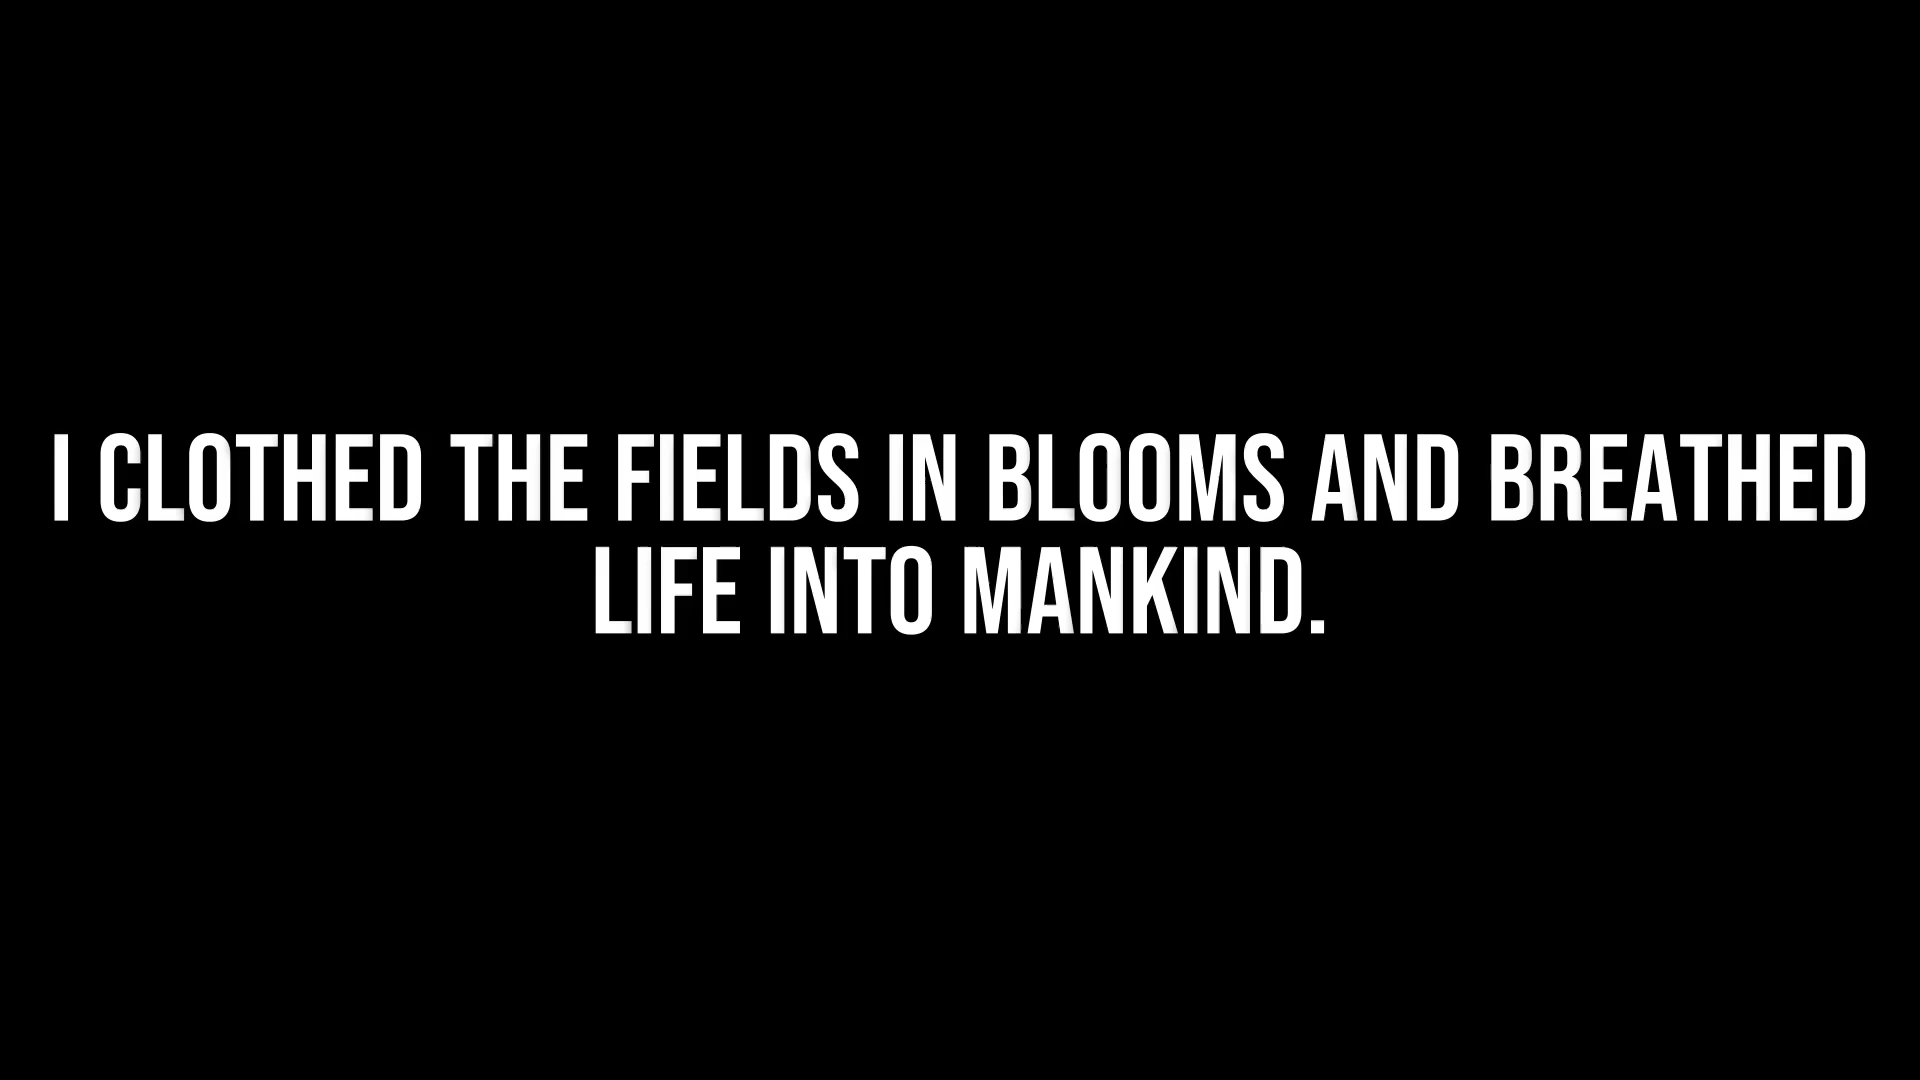 I CLOTHED THE FIELDS IN BLOOMS AND BREATHED
LIFE INTO MANKIND.